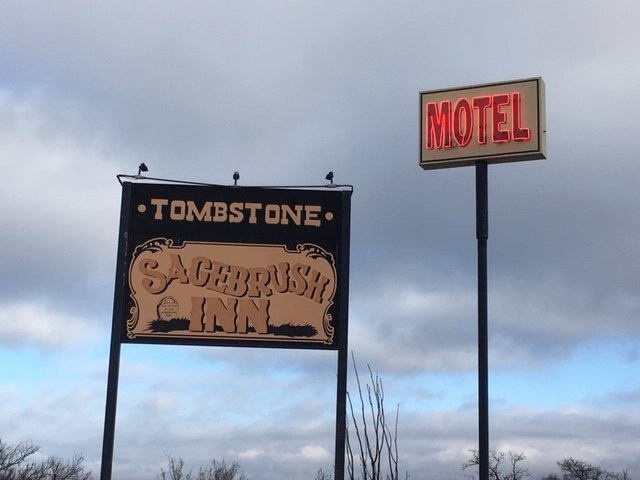 • TOMBSTONE •
SAGEBRUSH
INN
MOTEL